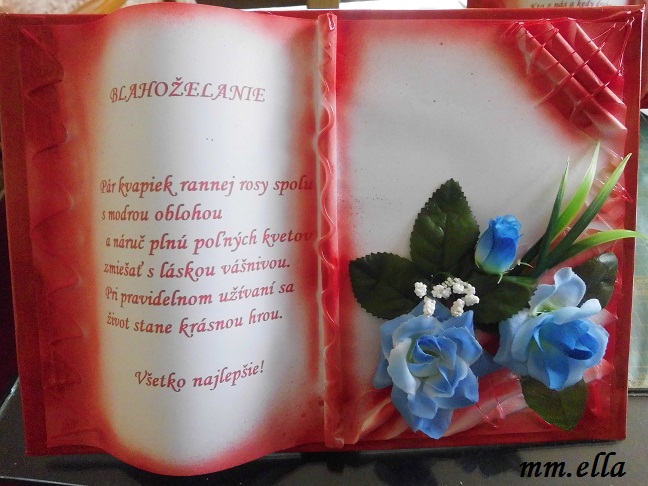 BLAHOŽELANIE
Pár kvapiek rannej rosy spolu
s modrou oblohou
a náruč plnú poľných kvetov
zmiešať s láskou vášnivou.
Pri pravidelnom užívaní sa
život stane krásnou hrou.
Všetko najlepšie!
mm.ella